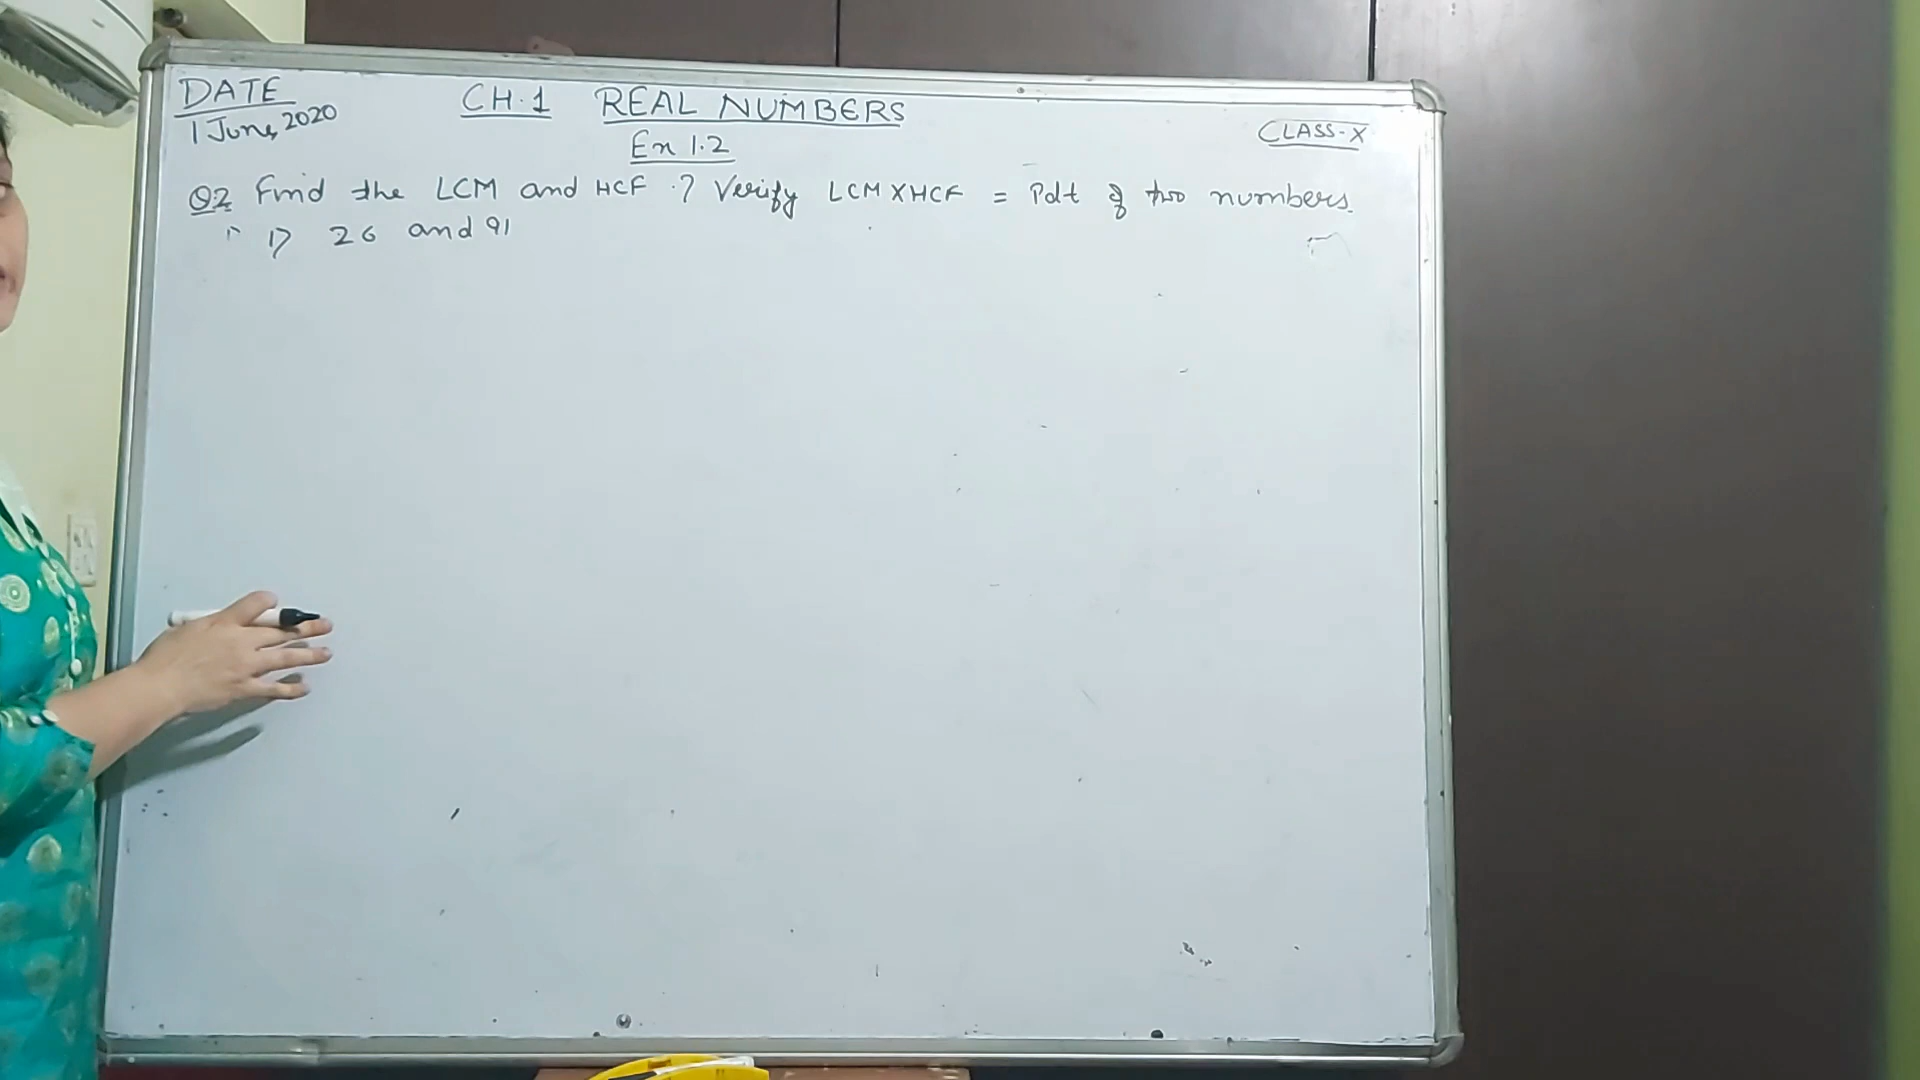 DATE
1 June, 2020
CH.1 REAL NUMBERS
Ex 1.2
CLASS-X
Q2 Find the LCM and HCF .? Verify LCM X HCF = Pdt of two numbers.
1) 26 and 91